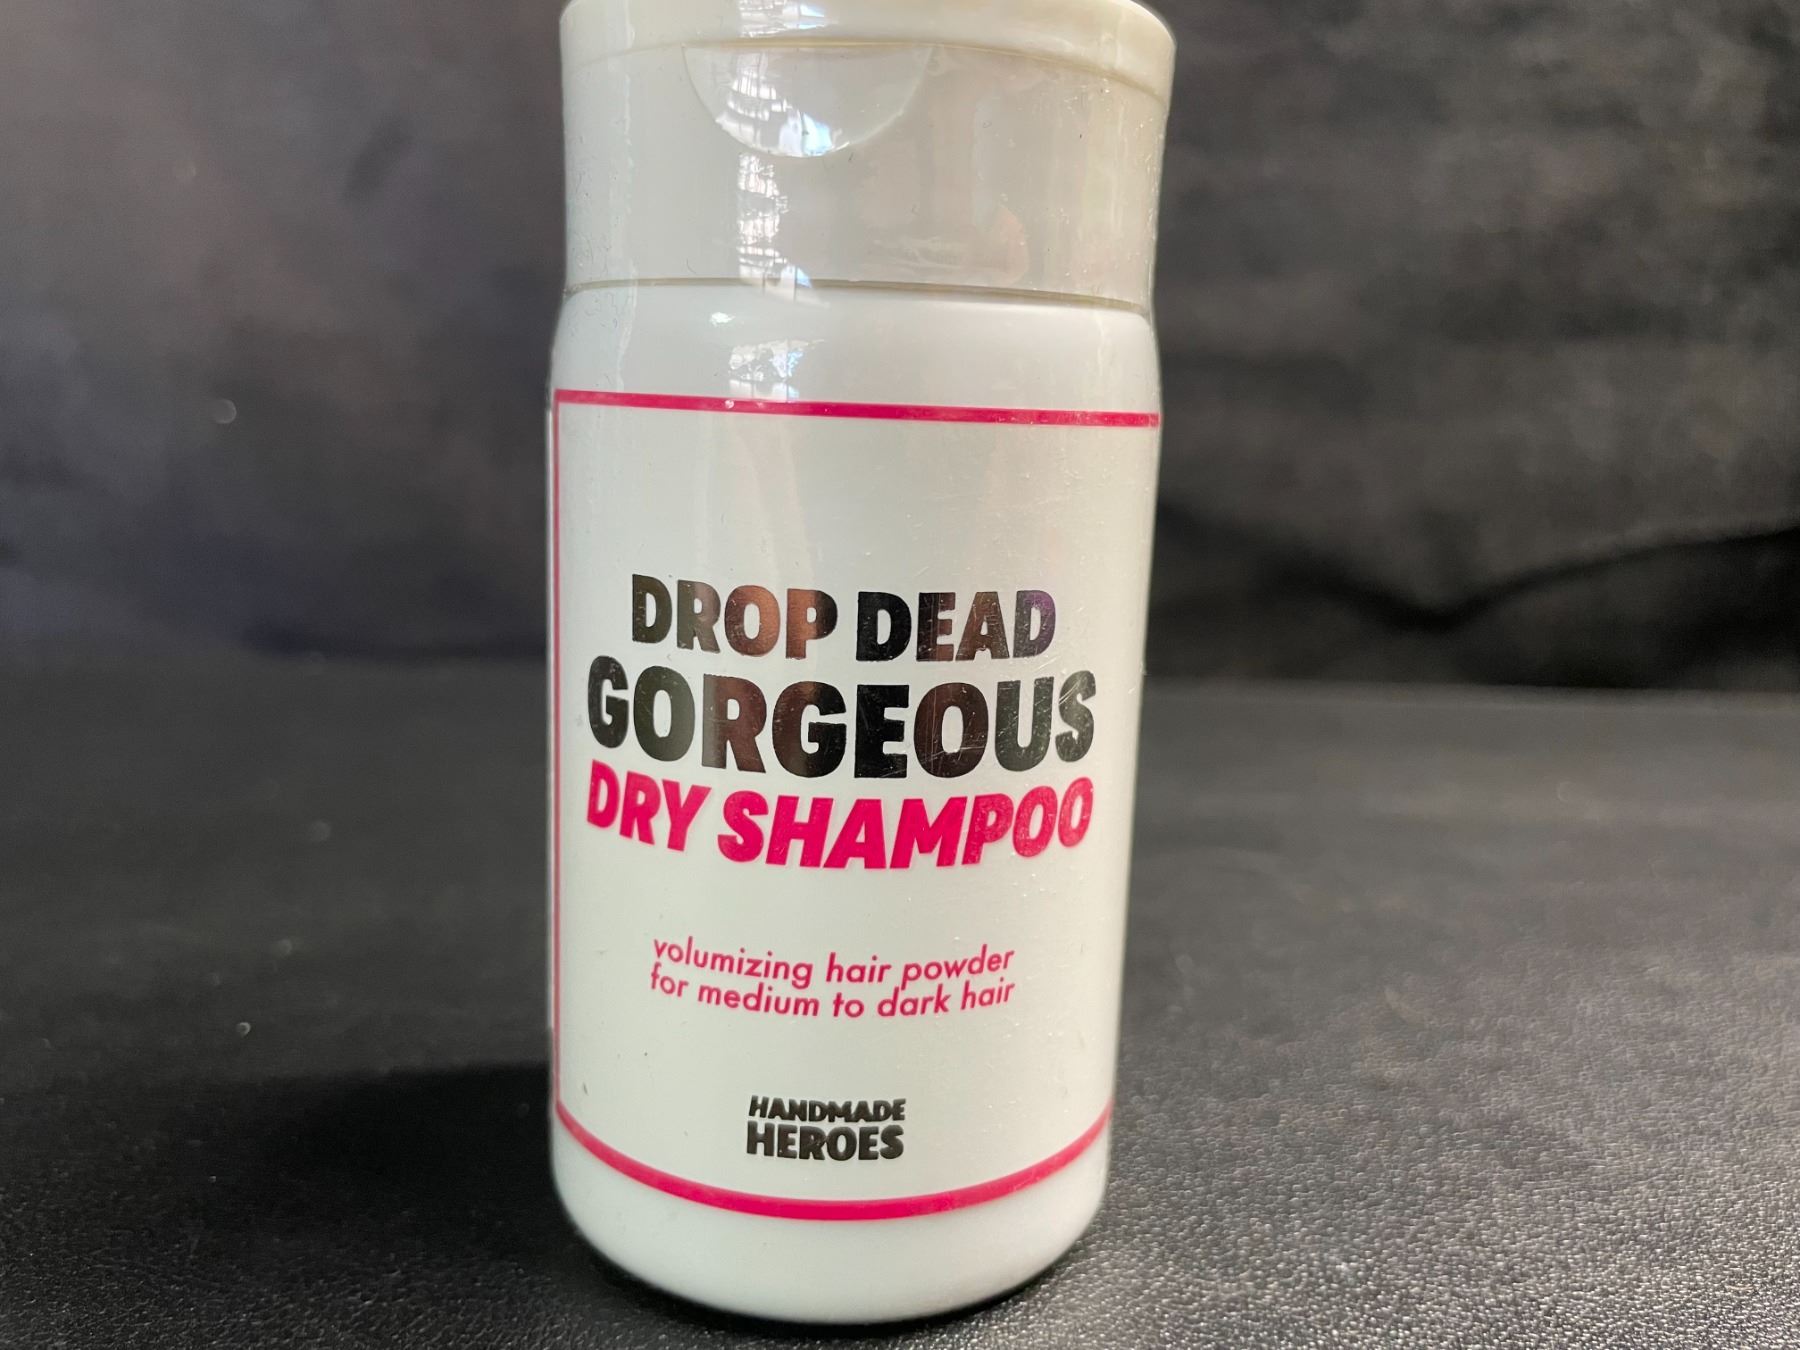 DROP DEAD
GORGEOUS
DRY SHAMPOO
volumizing hair powder
for medium to dark hair
HANDMADE
HEROES